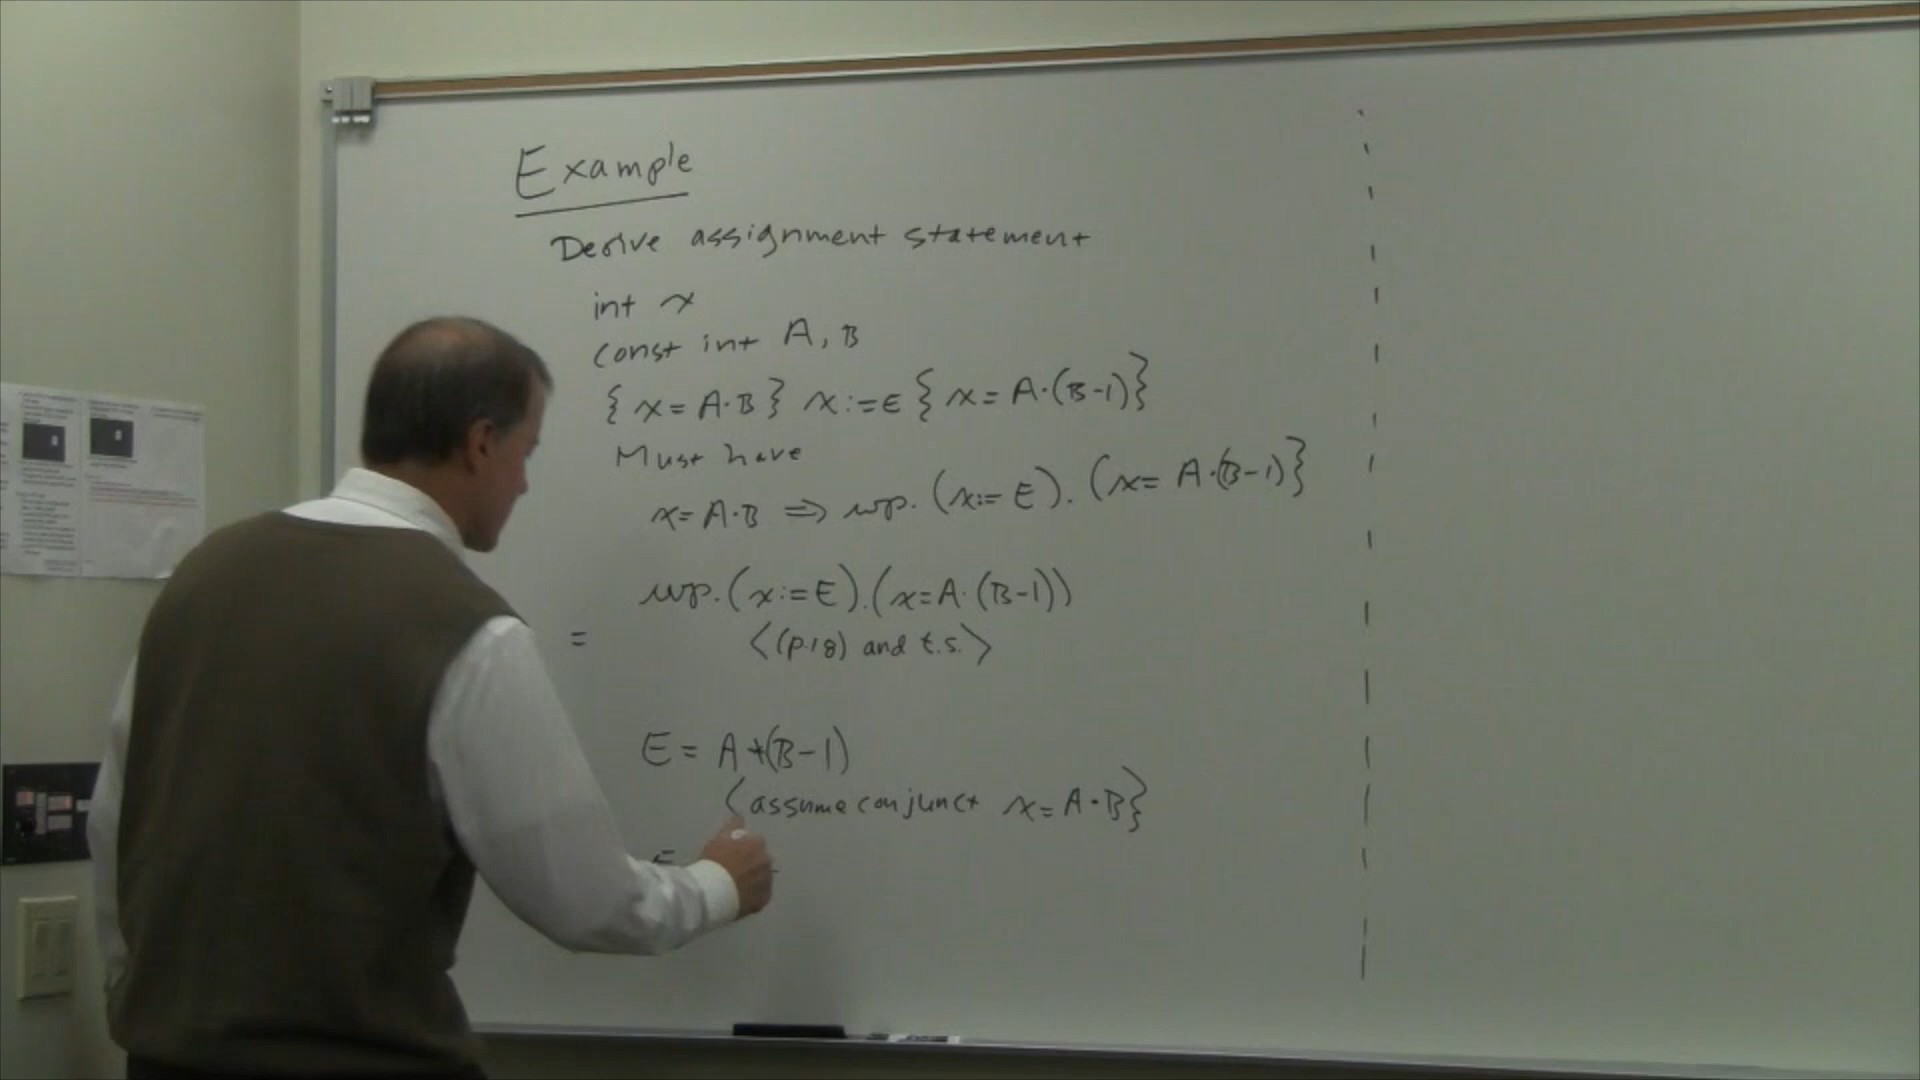 Example
Derive assignment statement
int x
const int A, B
{ x = A·B } x := E { x = A·(B-1)}
Must have
x = A·B ⇒ wp. (x := E). (x = A·(B-1)}
wp.(x:=E).(x=A·(B-1))
= ⟨(p.18) and t.s.⟩
E = A*(B-1)
⟨assume conjunct x = A·B}